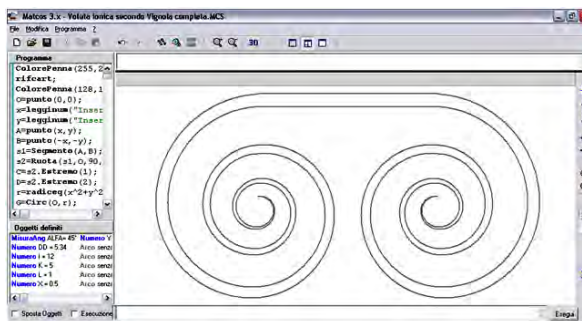 Matcos 3.x - Voluta ionica secondo Vignola completa.MCS
File Modifica Programma ?
3D
Programma
ColorePenna(255,2
rifcart;
ColorePenna(128,1
O=punto(0,0);
x=legginum("Inser
y=legginum("Inser
A=punto(x,y);
B=punto(-x,-y);
s1=Segmento(A,B);
s2=Ruota(s1,O,90,
C=s2.Estremo(1);
D=s2.Estremo(2);
r=radiceq(x^2+y^2
G=Circ(O,r);
Oggetti definiti
MisuraAng ALFA= 45° Numero Y
Numero DD = 5.34 Arco senz
Numero i = 12 Arco senz
Numero K = 5 Arco senz
Numero L = 1 Arco senz
Numero X = 0.5 Arco senz
Sposta Oggetti Esecuzione
Esegui